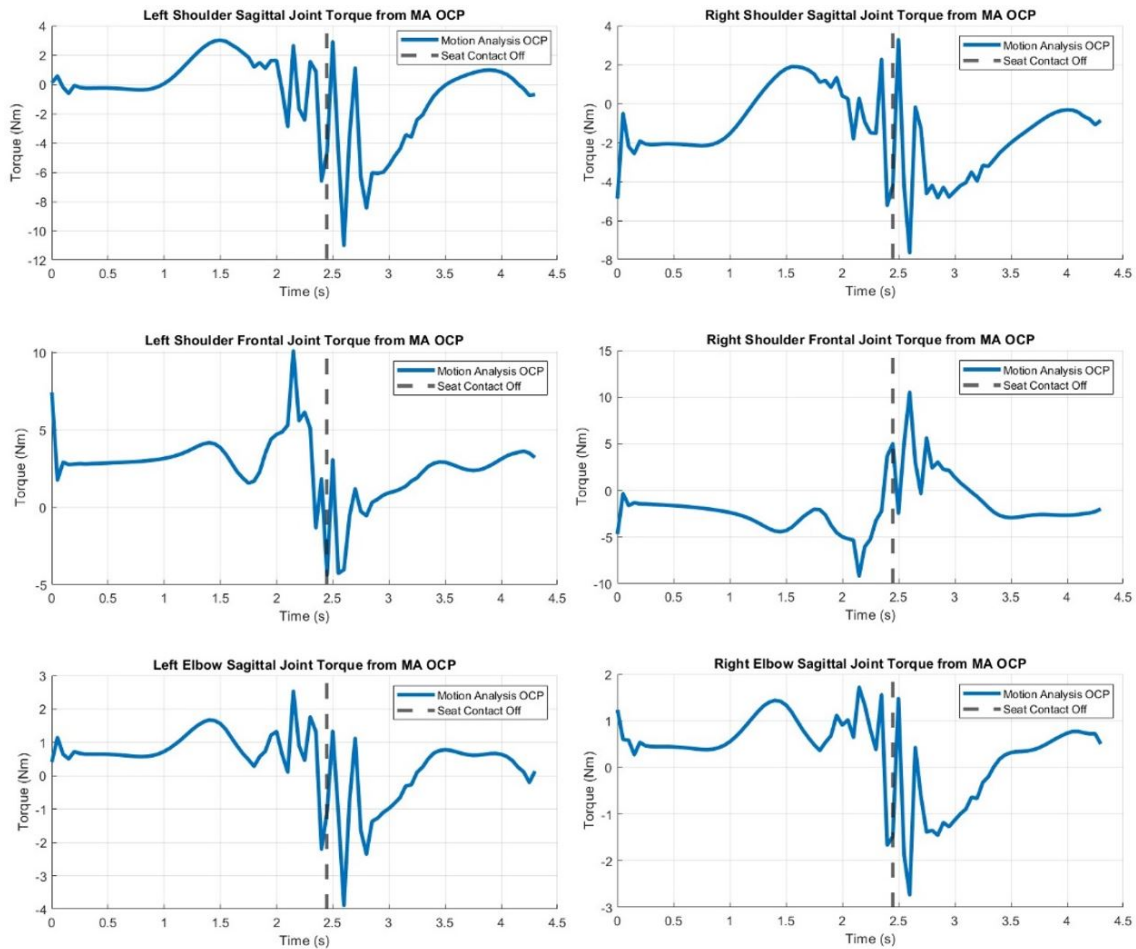 Left Shoulder Sagittal Joint Torque from MA OCP
4
2
0
-2
-4
-6
-8
-10
-12
Torque (Nm)
Motion Analysis OCP
Seat Contact Off
0 0.5 1 1.5 2 2.5 3 3.5 4 4.5
Time (s)
Right Shoulder Sagittal Joint Torque from MA OCP
4
2
0
-2
-4
-6
-8
Torque (Nm)
Motion Analysis OCP
Seat Contact Off
0 0.5 1 1.5 2 2.5 3 3.5 4 4.5
Time (s)
Left Shoulder Frontal Joint Torque from MA OCP
10
5
0
-5
Torque (Nm)
Motion Analysis OCP
Seat Contact Off
0 0.5 1 1.5 2 2.5 3 3.5 4 4.5
Time (s)
Right Shoulder Frontal Joint Torque from MA OCP
15
10
5
0
-5
-10
Torque (Nm)
Motion Analysis OCP
Seat Contact Off
0 0.5 1 1.5 2 2.5 3 3.5 4 4.5
Time (s)
Left Elbow Sagittal Joint Torque from MA OCP
3
2
1
0
-1
-2
-3
-4
Torque (Nm)
Motion Analysis OCP
Seat Contact Off
0 0.5 1 1.5 2 2.5 3 3.5 4 4.5
Time (s)
Right Elbow Sagittal Joint Torque from MA OCP
2
1
0
-1
-2
-3
Torque (Nm)
Motion Analysis OCP
Seat Contact Off
0 0.5 1 1.5 2 2.5 3 3.5 4 4.5
Time (s)